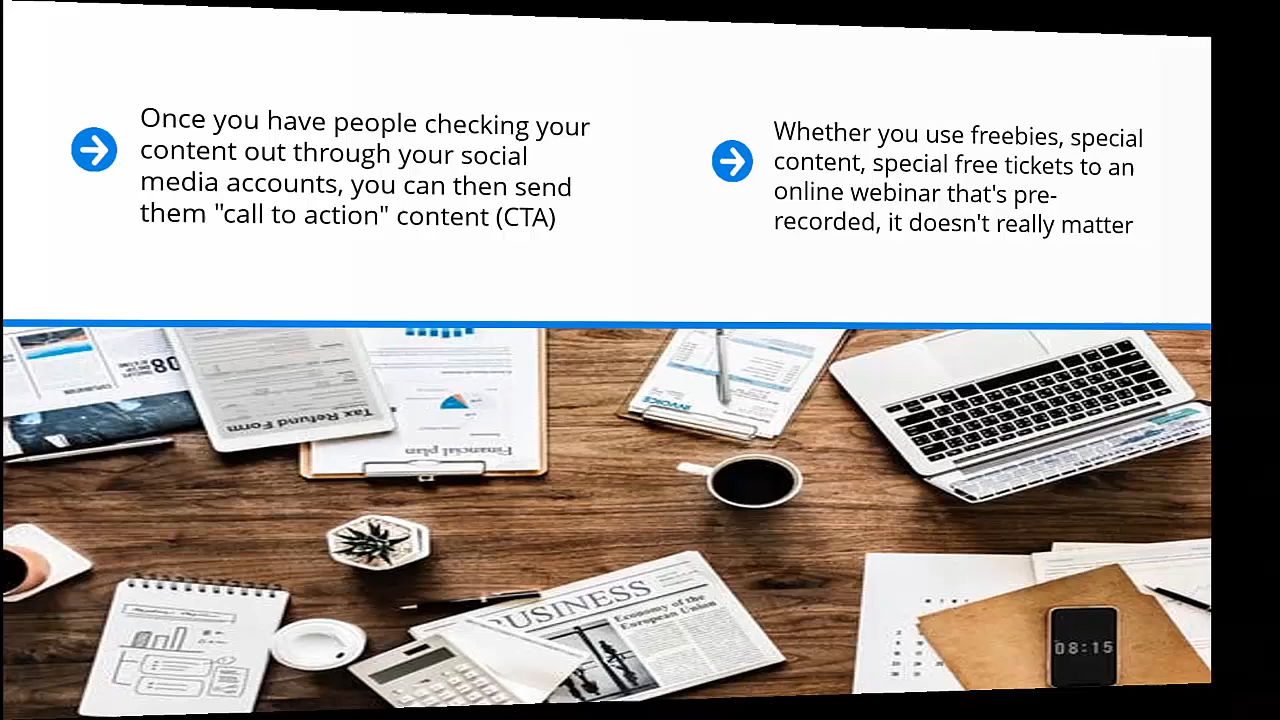 Once you have people checking your
content out through your social
media accounts, you can then send
them "call to action" content (CTA)
Whether you use freebies, special
content, special free tickets to an
online webinar that's pre-
recorded, it doesn't really matter
Tax Refund Form
Financial plan
INVOICE
BUSINESS
Economy of the
European Union
08:15